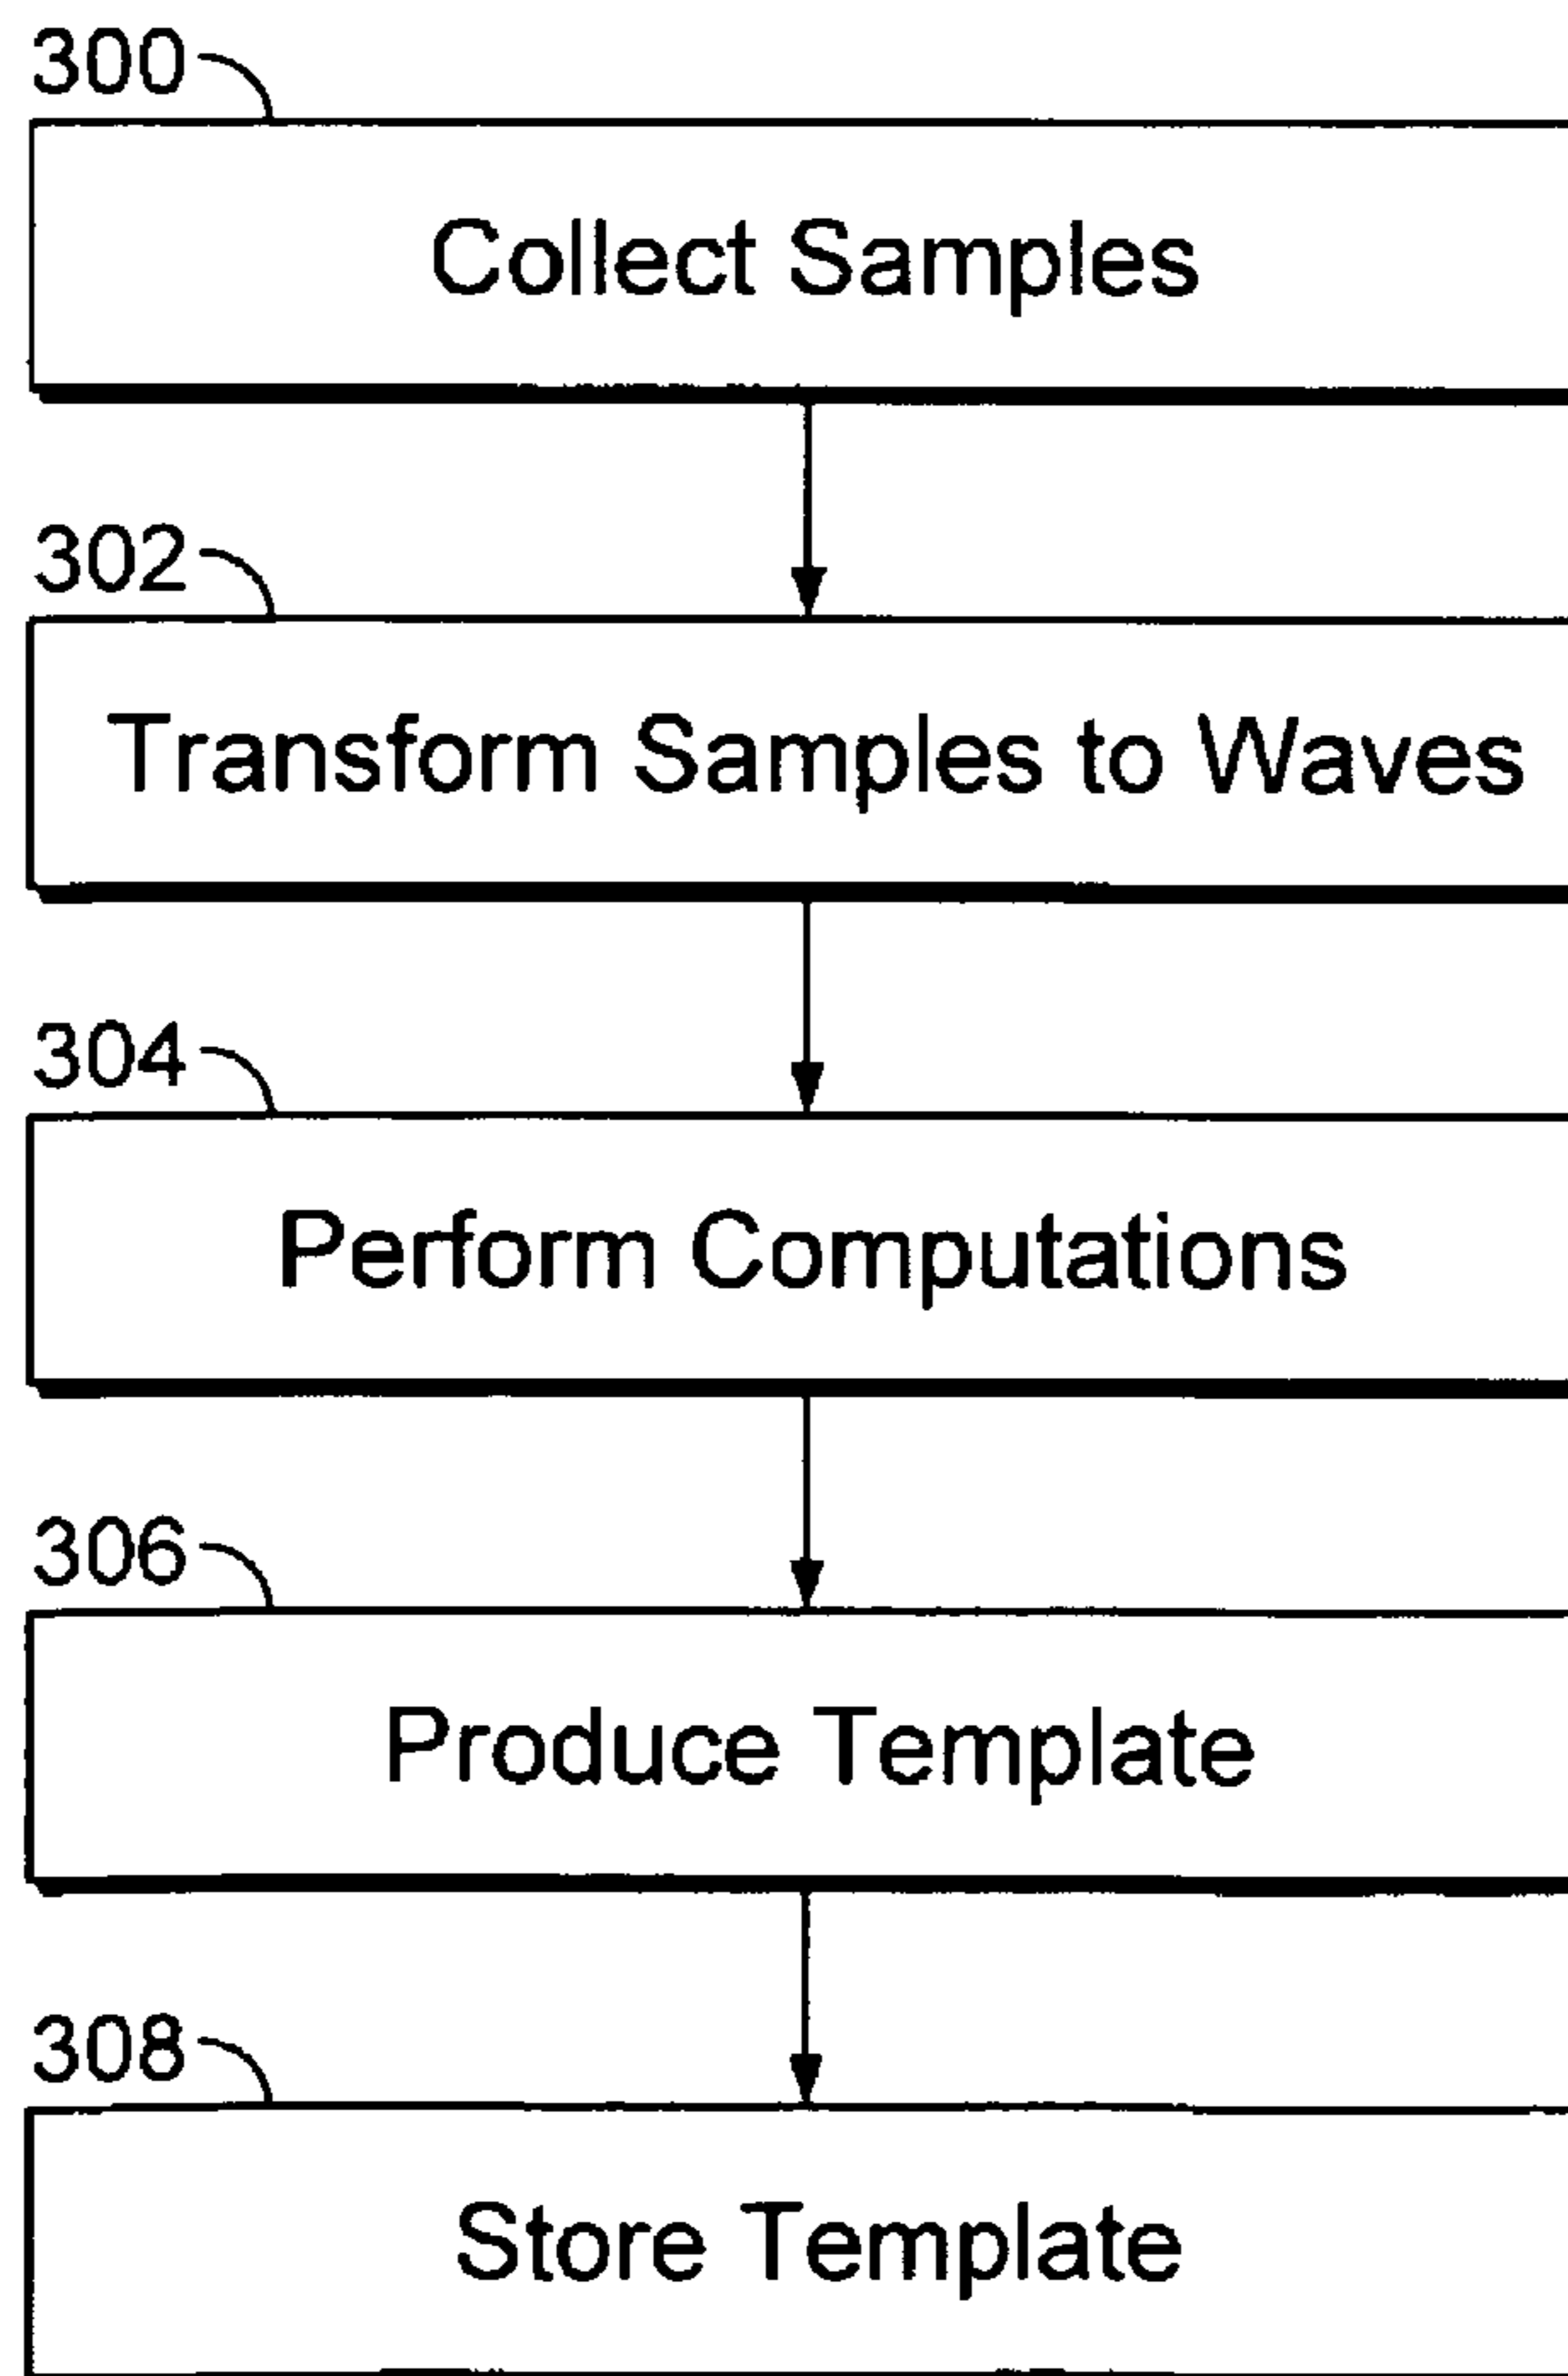 300
Collect Samples
302
Transform Samples to Waves
304
Perform Computations
306
Produce Template
308
Store Template